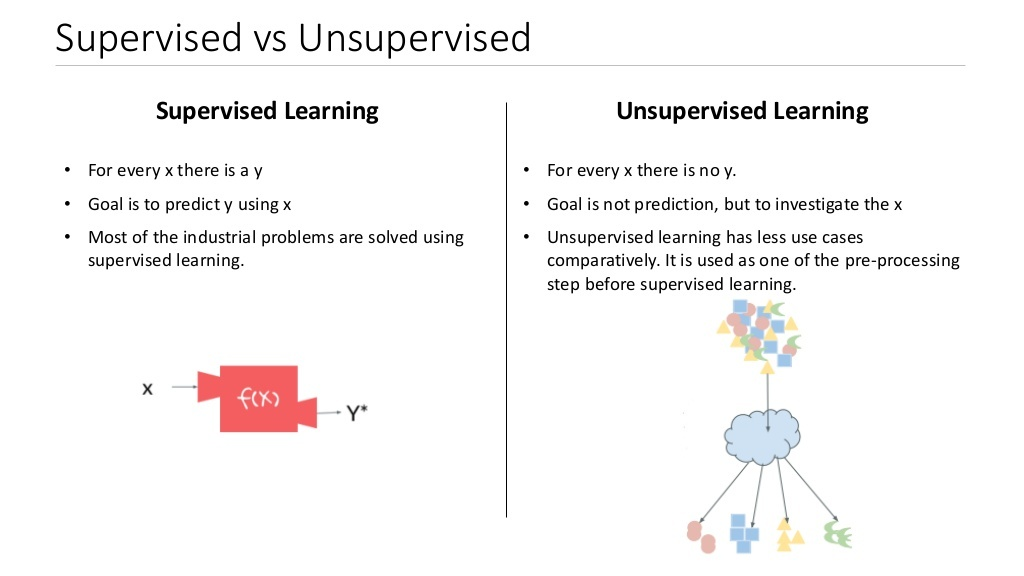 Supervised vs Unsupervised
Supervised Learning
• For every x there is a y
• Goal is to predict y using x
• Most of the industrial problems are solved using
supervised learning.
x
f(x)
Y*
Unsupervised Learning
• For every x there is no y.
• Goal is not prediction, but to investigate the x
• Unsupervised learning has less use cases
comparatively. It is used as one of the pre-processing
step before supervised learning.